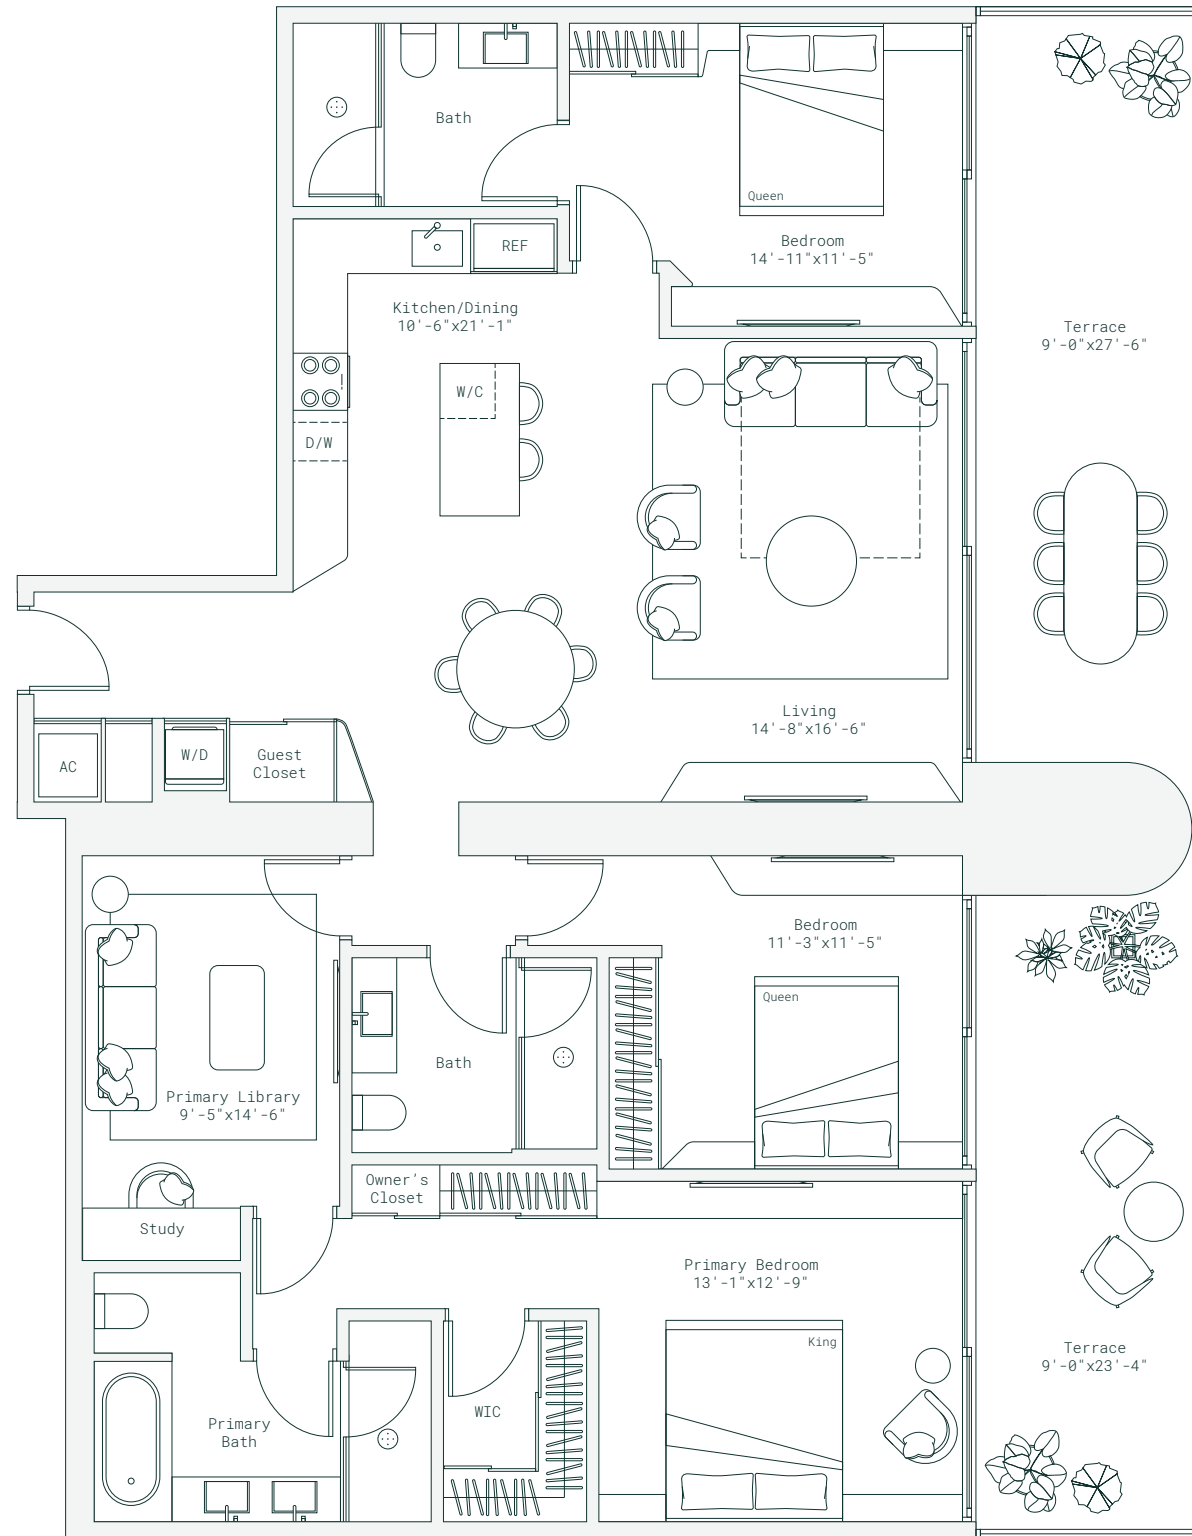 Bath
Queen
REF
Bedroom
14'-11"x11'-5"
Kitchen/Dining
10'-6"x21'-1"
Terrace
9'-0"x27'-6"
W/C
D/W
Living
14'-8"x16'-6"
AC
W/D
Guest
Closet
Bedroom
11'-3"x11'-5"
Queen
Bath
Primary Library
9'-5"x14'-6"
Owner's
Closet
Study
Primary Bedroom
13'-1"x12'-9"
King
Terrace
9'-0"x23'-4"
WIC
Primary
Bath